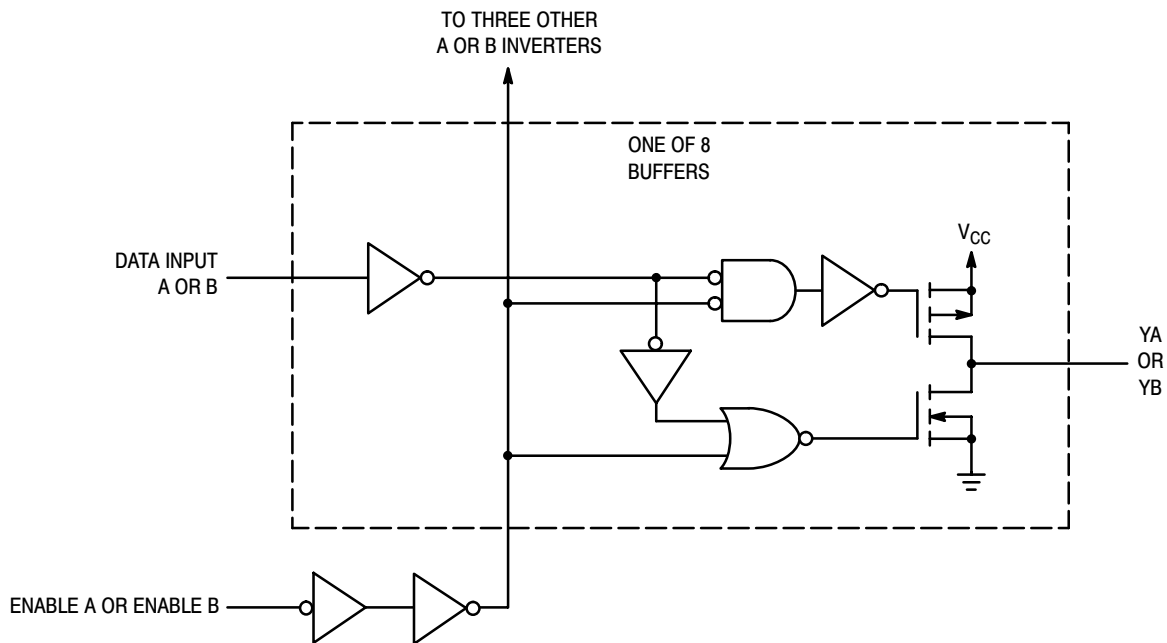 TO THREE OTHER
A OR B INVERTERS
ONE OF 8
BUFFERS
VCC
DATA INPUT
A OR B
YA
OR
YB
ENABLE A OR ENABLE B